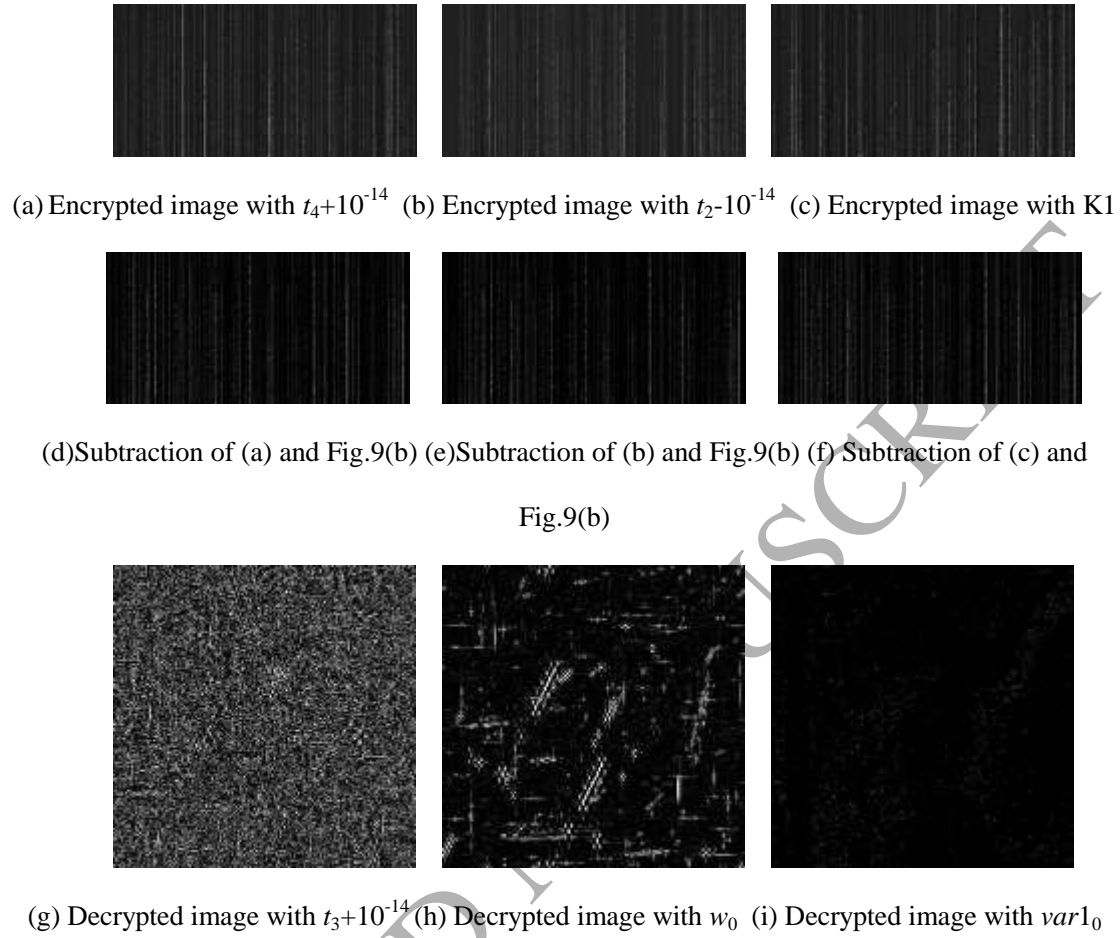 (a) Encrypted image with t₄+10⁻¹⁴ (b) Encrypted image with t₂-10⁻¹⁴ (c) Encrypted image with K1
(d)Subtraction of (a) and Fig.9(b) (e)Subtraction of (b) and Fig.9(b) (f) Subtraction of (c) and
Fig.9(b)
(g) Decrypted image with t₃+10⁻¹⁴ (h) Decrypted image with w₀ (i) Decrypted image with var1₀